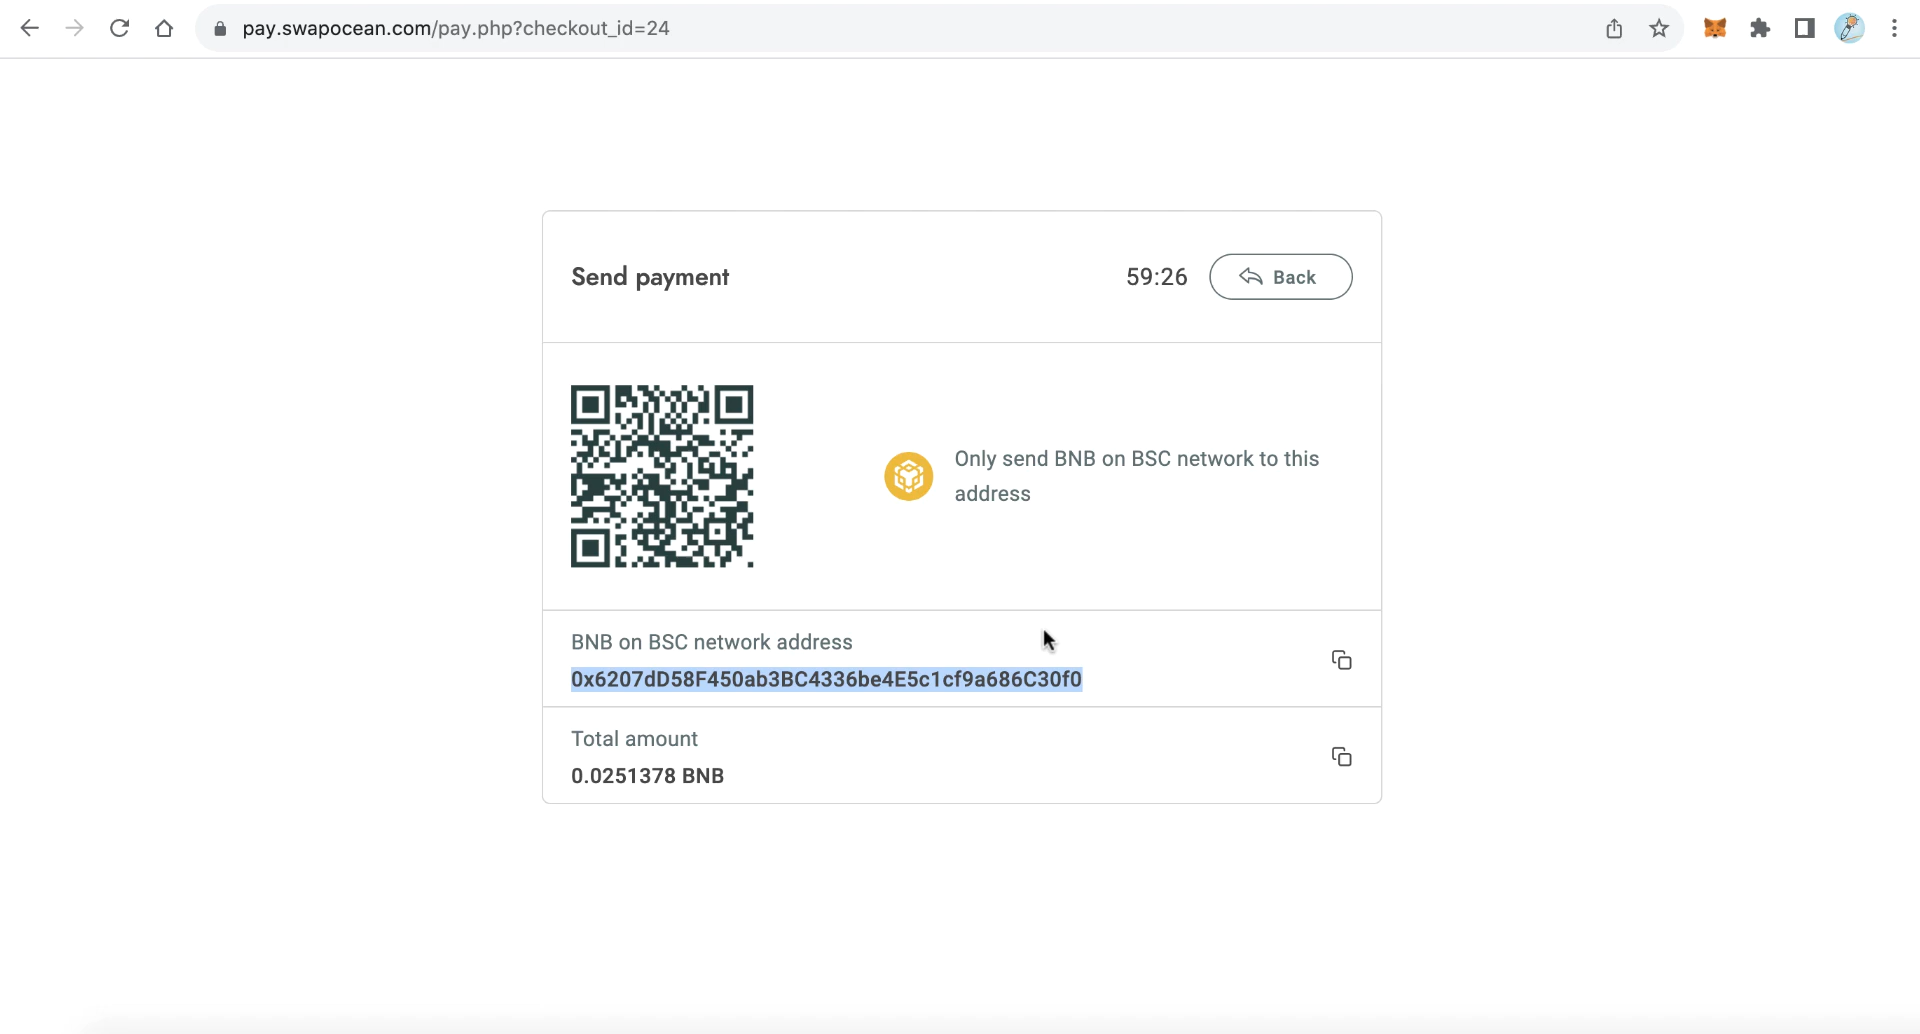 pay.swapocean.com/pay.php?checkout_id=24
Send payment
59:26
Back
Only send BNB on BSC network to this
address
BNB on BSC network address
0x6207dD58F450ab3BC4336be4E5c1cf9a686C30f0
Total amount
0.0251378 BNB